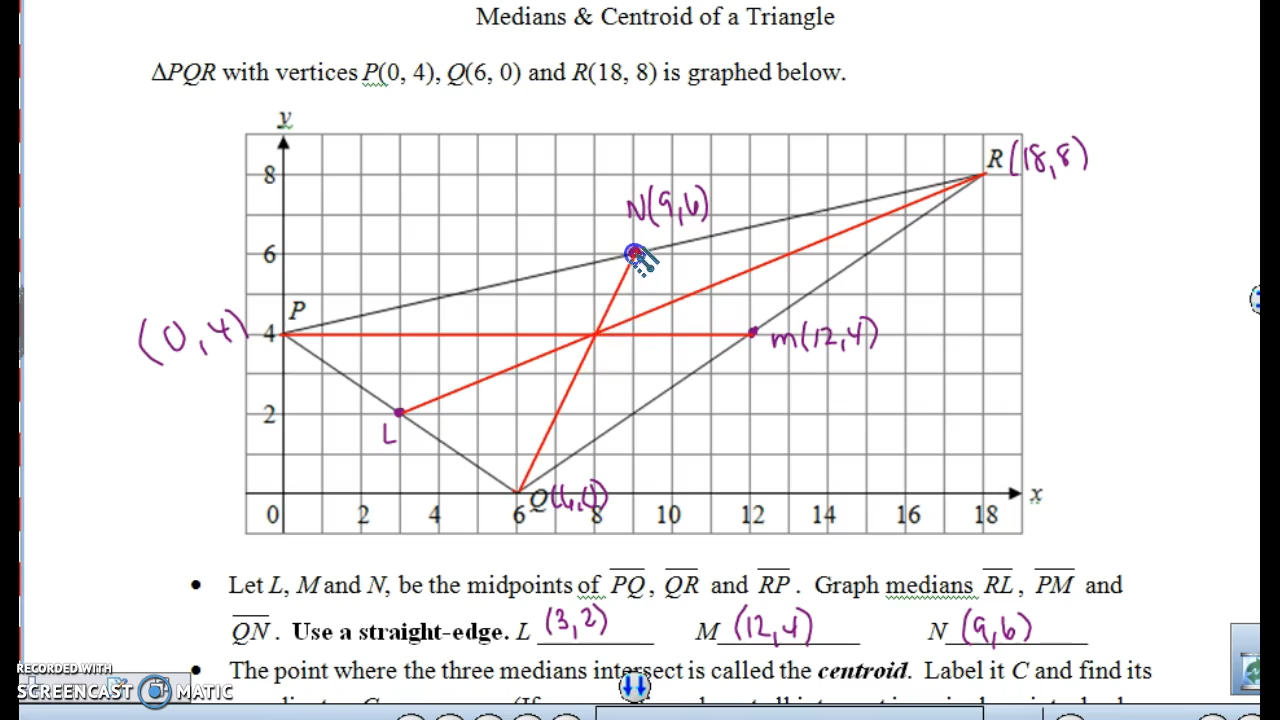 Medians & Centroid of a Triangle
ΔPQR with vertices P(0, 4), Q(6, 0) and R(18, 8) is graphed below.
y
R (18,8)
8
N(9,6)
6
P
(0,4) 4
m(12,4)
2
L
Q(6,0)
x
0 2 4 6 8 10 12 14 16 18
• Let L, M and N, be the midpoints of PQ, QR and RP. Graph medians RL, PM and
QN. Use a straight-edge. L (3,2) M (12,4) N (9,6)
• The point where the three medians intersect is called the centroid. Label it C and find its
RECORDED WITH
SCREENCAST MATIC